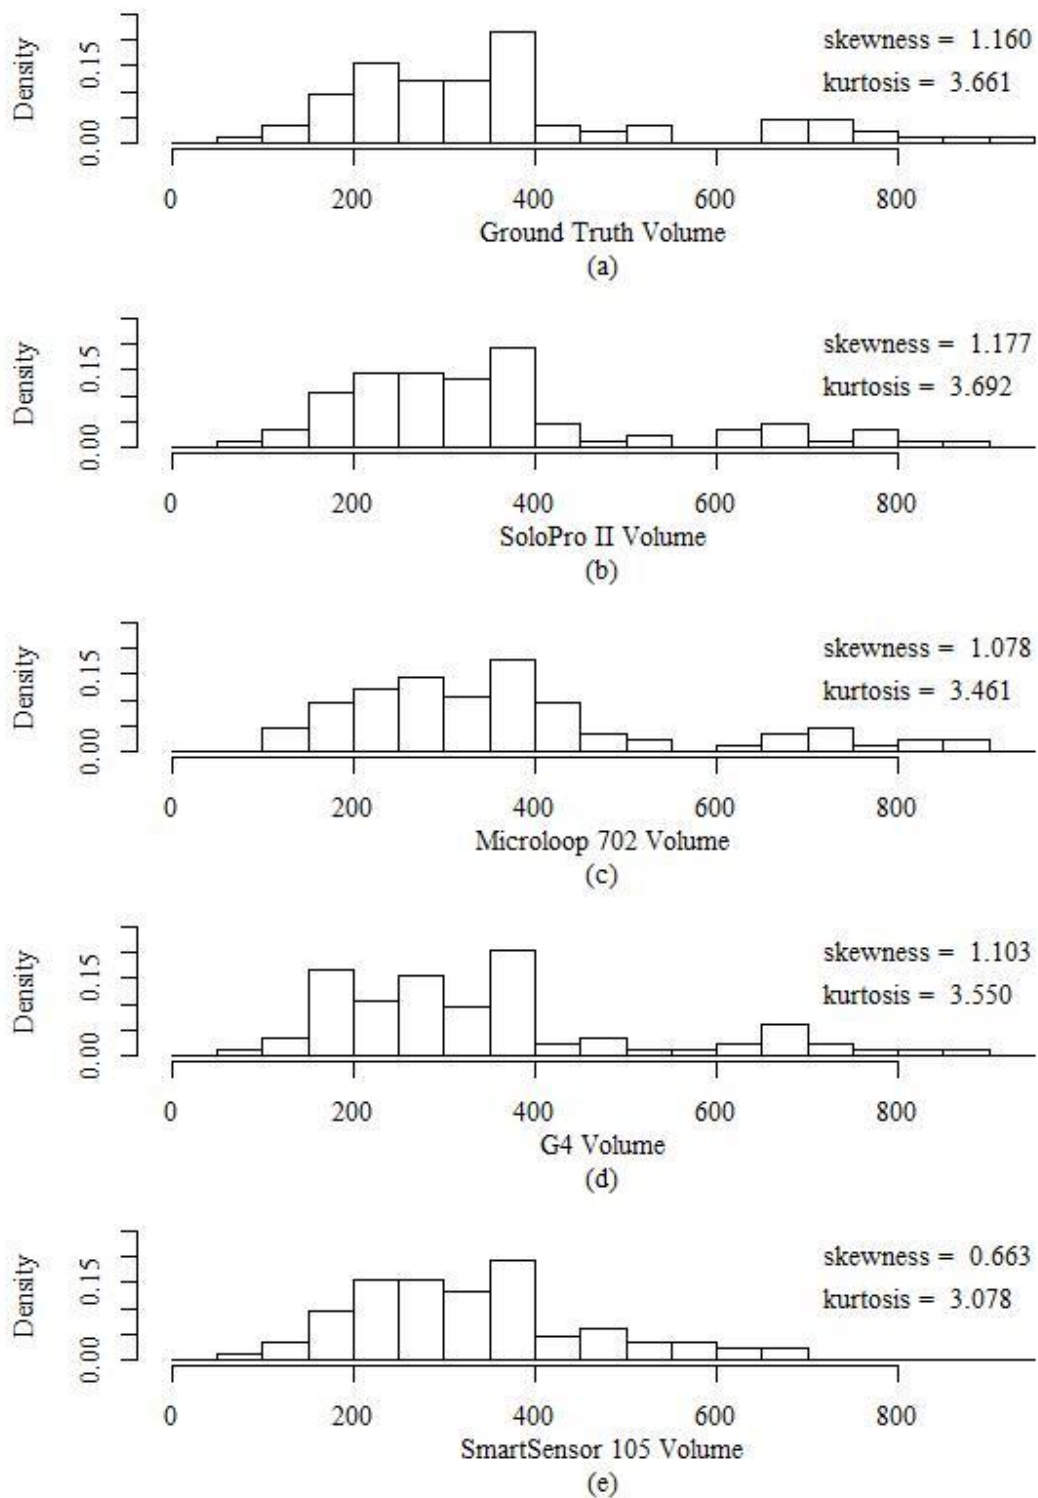 Density
0.00 0.15
skewness = 1.160
kurtosis = 3.661
0 200 400 600 800
Ground Truth Volume
(a)
Density
0.00 0.15
skewness = 1.177
kurtosis = 3.692
0 200 400 600 800
SoloPro II Volume
(b)
Density
0.00 0.15
skewness = 1.078
kurtosis = 3.461
0 200 400 600 800
Microloop 702 Volume
(c)
Density
0.00 0.15
skewness = 1.103
kurtosis = 3.550
0 200 400 600 800
G4 Volume
(d)
Density
0.00 0.15
skewness = 0.663
kurtosis = 3.078
0 200 400 600 800
SmartSensor 105 Volume
(e)